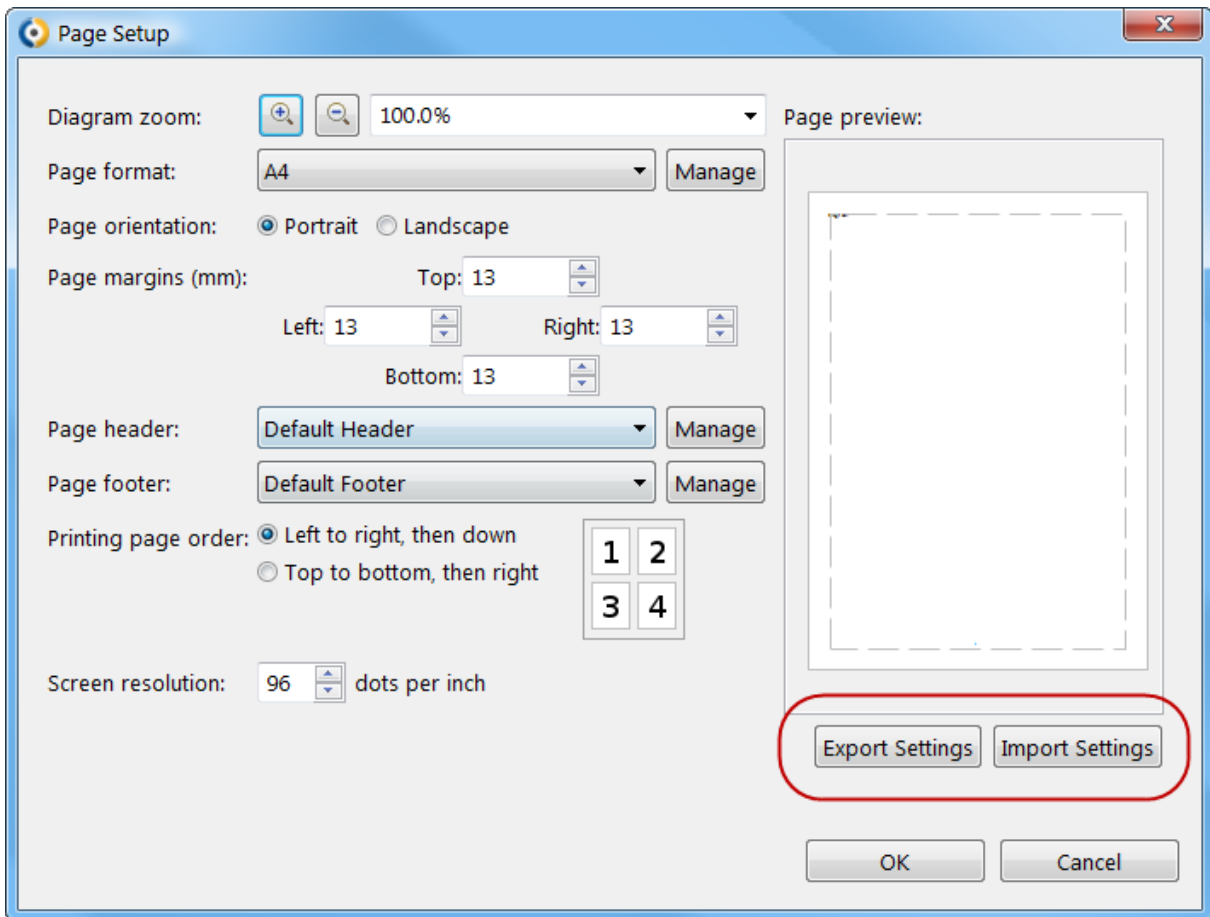 Page Setup
X
Diagram zoom: 100.0%
Page preview:
Page format: A4 Manage
Page orientation: Portrait Landscape
Page margins (mm): Top: 13
Left: 13 Right: 13
Bottom: 13
Page header: Default Header Manage
Page footer: Default Footer Manage
Printing page order: Left to right, then down
Top to bottom, then right
1 2
3 4
Screen resolution: 96 dots per inch
Export Settings Import Settings
OK Cancel